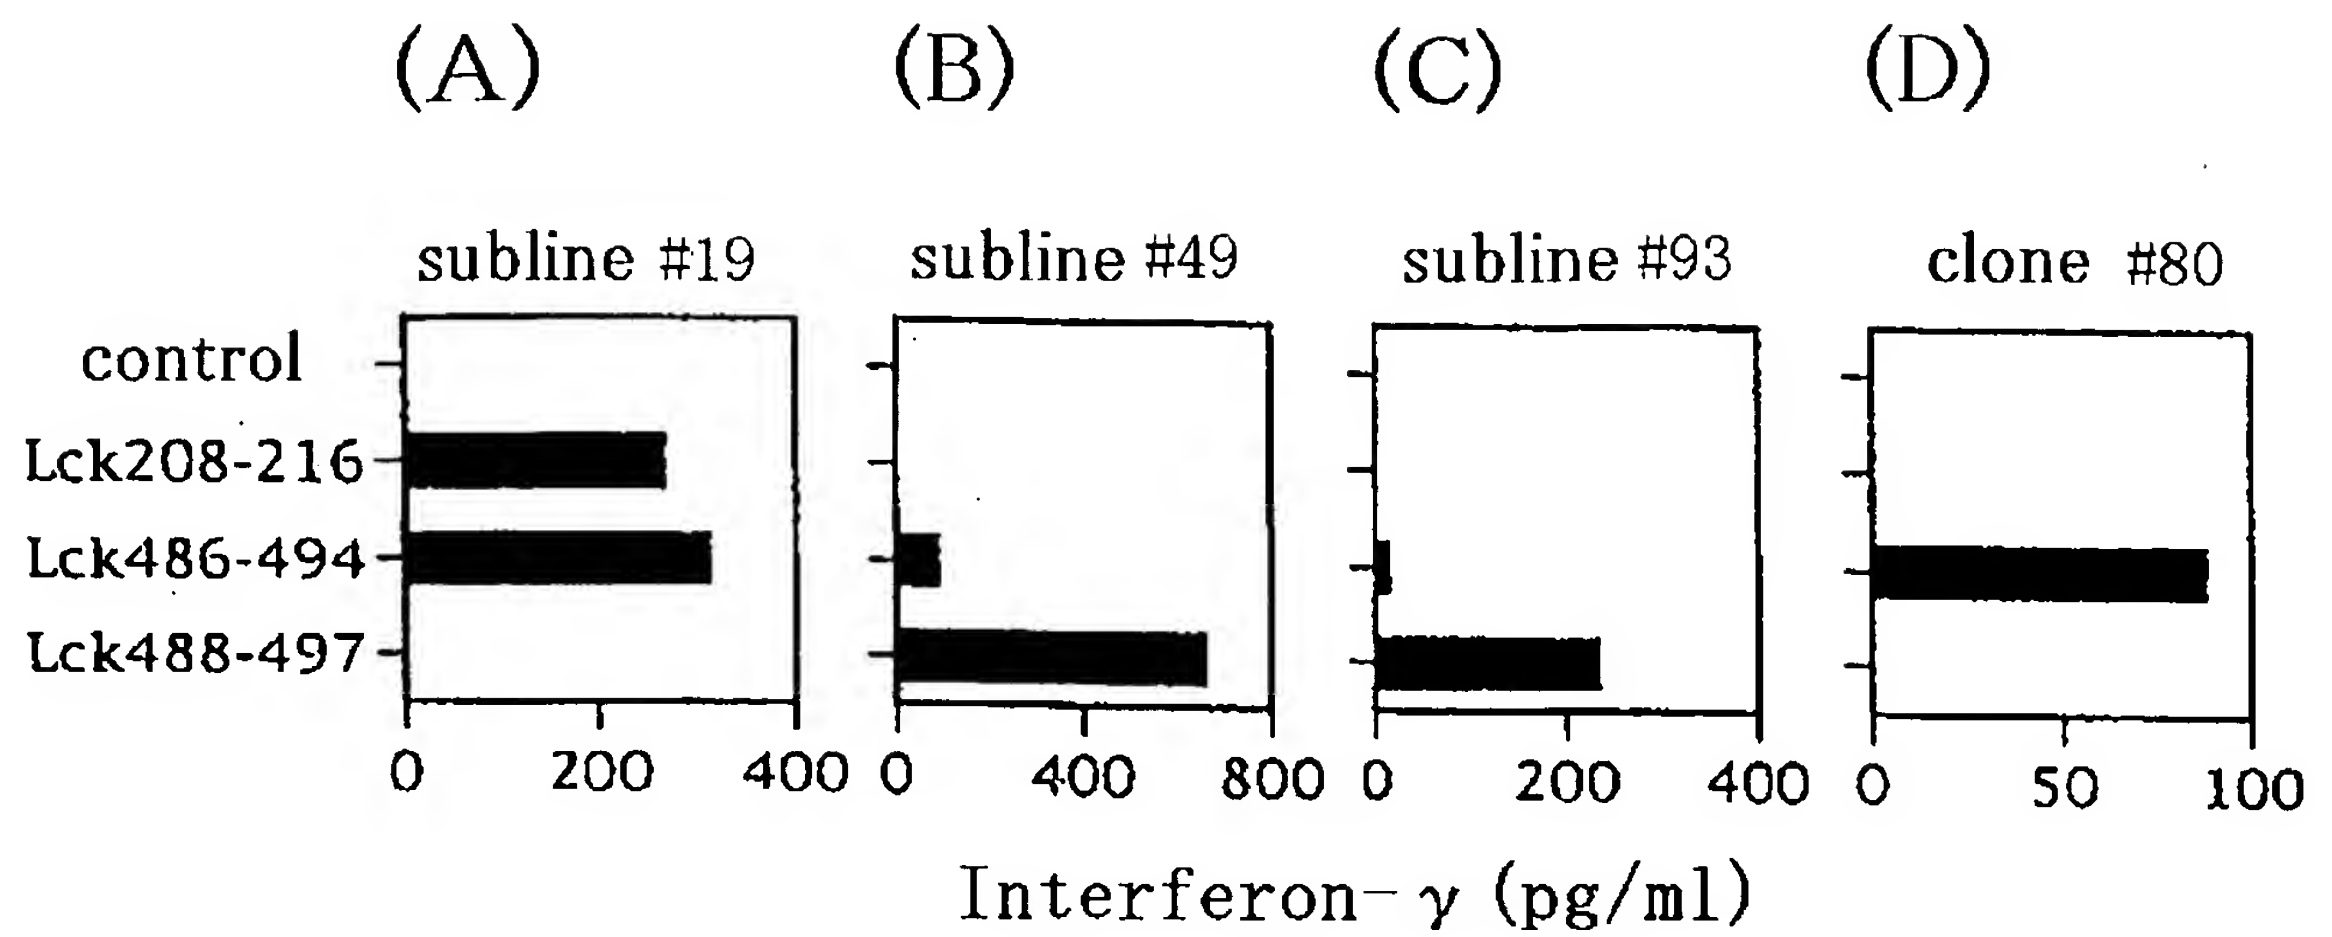 (A) (B) (C) (D)
subline #19 subline #49 subline #93 clone #80
control
Lck208-216
Lck486-494
Lck488-497
0 200 400 0 400 800 0 200 400 0 50 100
Interferon-γ (pg/ml)